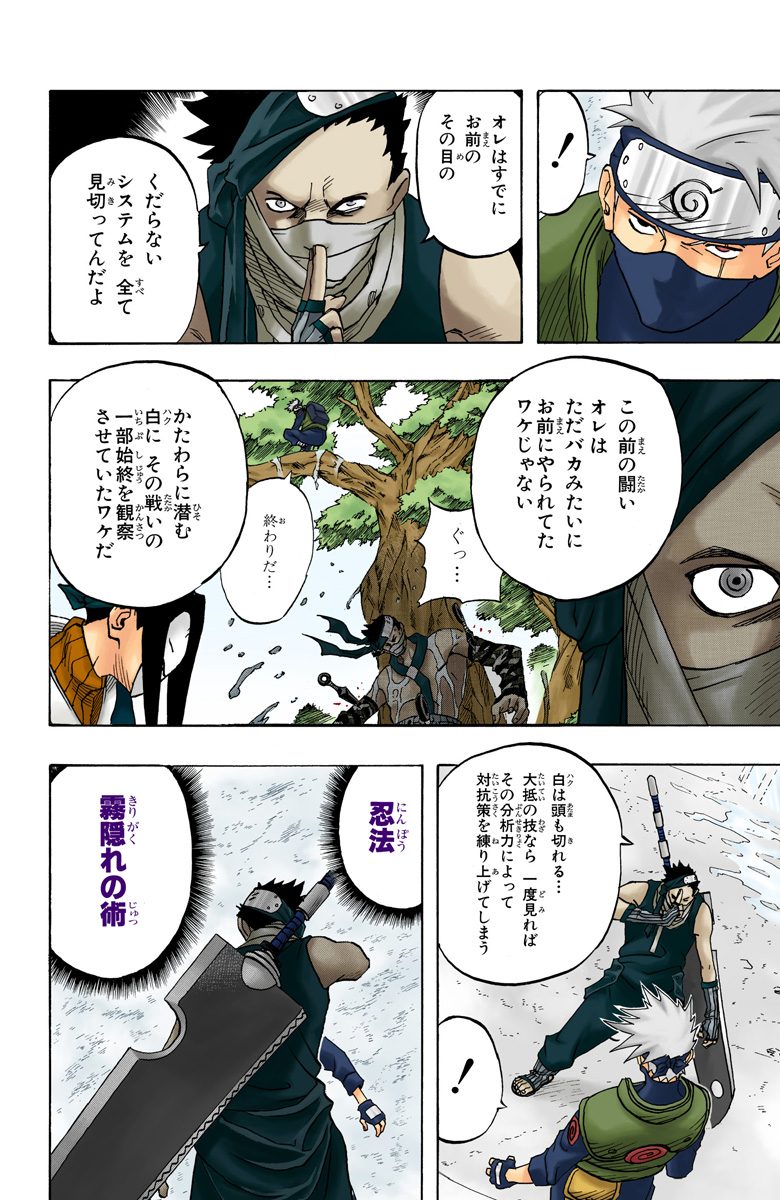 ！
オレはすでに
お前の
その目の
くだらない
システムを 全て
見切ってんだよ
この前の闘い
オレは
ただバカみたいに
お前にやられてた
ワケじゃない
ぐっ…
終わりだ…
かたわらに潜む
白に その戦いの
一部始終を観察
させていたワケだ
白は頭も切れる…
大抵の技なら 一度見れば
その分析力によって
対抗策を練り上げてしまう
！
忍法
霧隠れの術